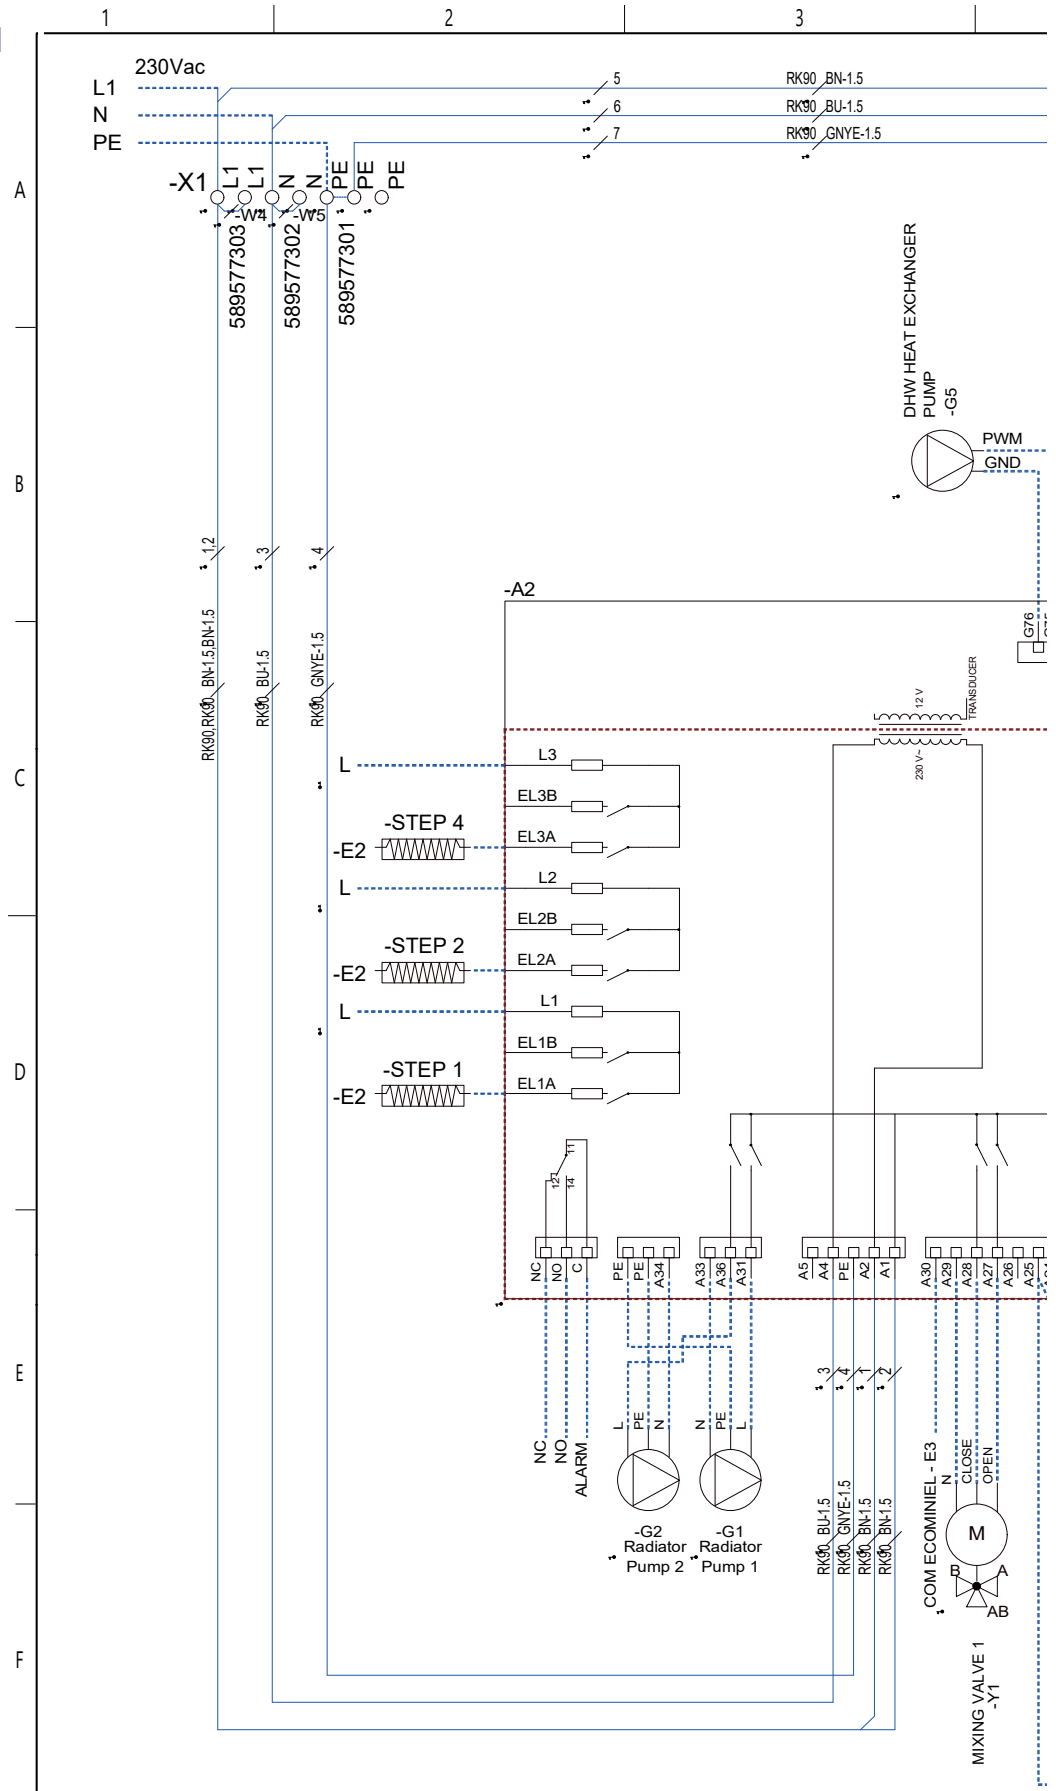 1 2 3
230Vac
L1
N
PE
5 RK90 BN-1.5
6 RK90 BU-1.5
7 RK90 GNYE-1.5
A
-X1 L1 L1 N N PE PE PE
-W4 -W5
589577303 589577302 589577301
DHW HEAT EXCHANGER
PUMP
-G5
PWM
GND
B
1,2 3 4
-A2
G76
RK90,RK90 BN-1.5,BN-1.5
RK90 BU-1.5
RK90 GNYE-1.5
12 V
TRANSDUCER
230 V~
C
L L3
EL3B
-STEP 4
-E2 EL3A
L L2
EL2B
-STEP 2
-E2 EL2A
L L1
D
EL1B
-STEP 1
-E2 EL1A
11
12
14
NC NO C PE PE A34 A33 A36 A31 A5 A4 PE A2 A1 A30 A29 A28 A27 A26 A25
E
3 4 1 2
NC NO ALARM
L PE N
N PE L
N CLOSE OPEN
COM ECOMINIEL - E3
-G2
Radiator
Pump 2
-G1
Radiator
Pump 1
RK90 BU-1.5
RK90 GNYE-1.5
RK90 BN-1.5
RK90 BN-1.5
M
B A
AB
F
MIXING VALVE 1
-Y1